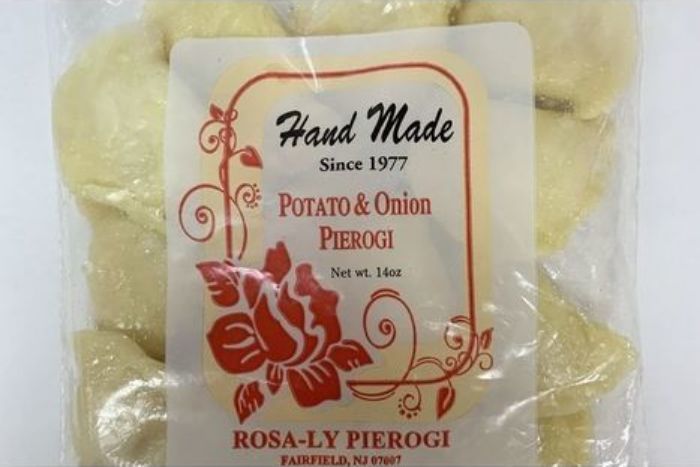 Hand Made
Since 1977
POTATO & Onion
PIEROGI
Net wt. 14oz
ROSA-LY PIEROGI
FAIRFIELD, NJ 07007